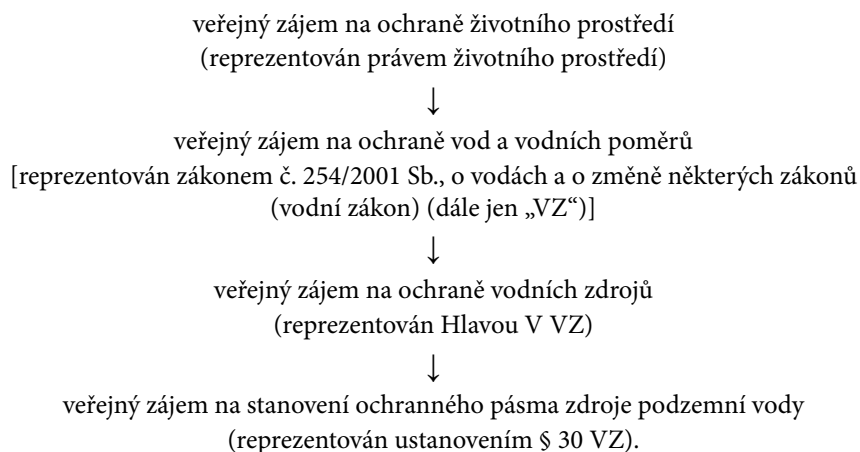 veřejný zájem na ochraně životního prostředí
(reprezentován právem životního prostředí)
↓
veřejný zájem na ochraně vod a vodních poměrů
[reprezentován zákonem č. 254/2001 Sb., o vodách a o změně některých zákonů
(vodní zákon) (dále jen „VZ“)]
↓
veřejný zájem na ochraně vodních zdrojů
(reprezentován Hlavou V VZ)
↓
veřejný zájem na stanovení ochranného pásma zdroje podzemní vody
(reprezentován ustanovením § 30 VZ).